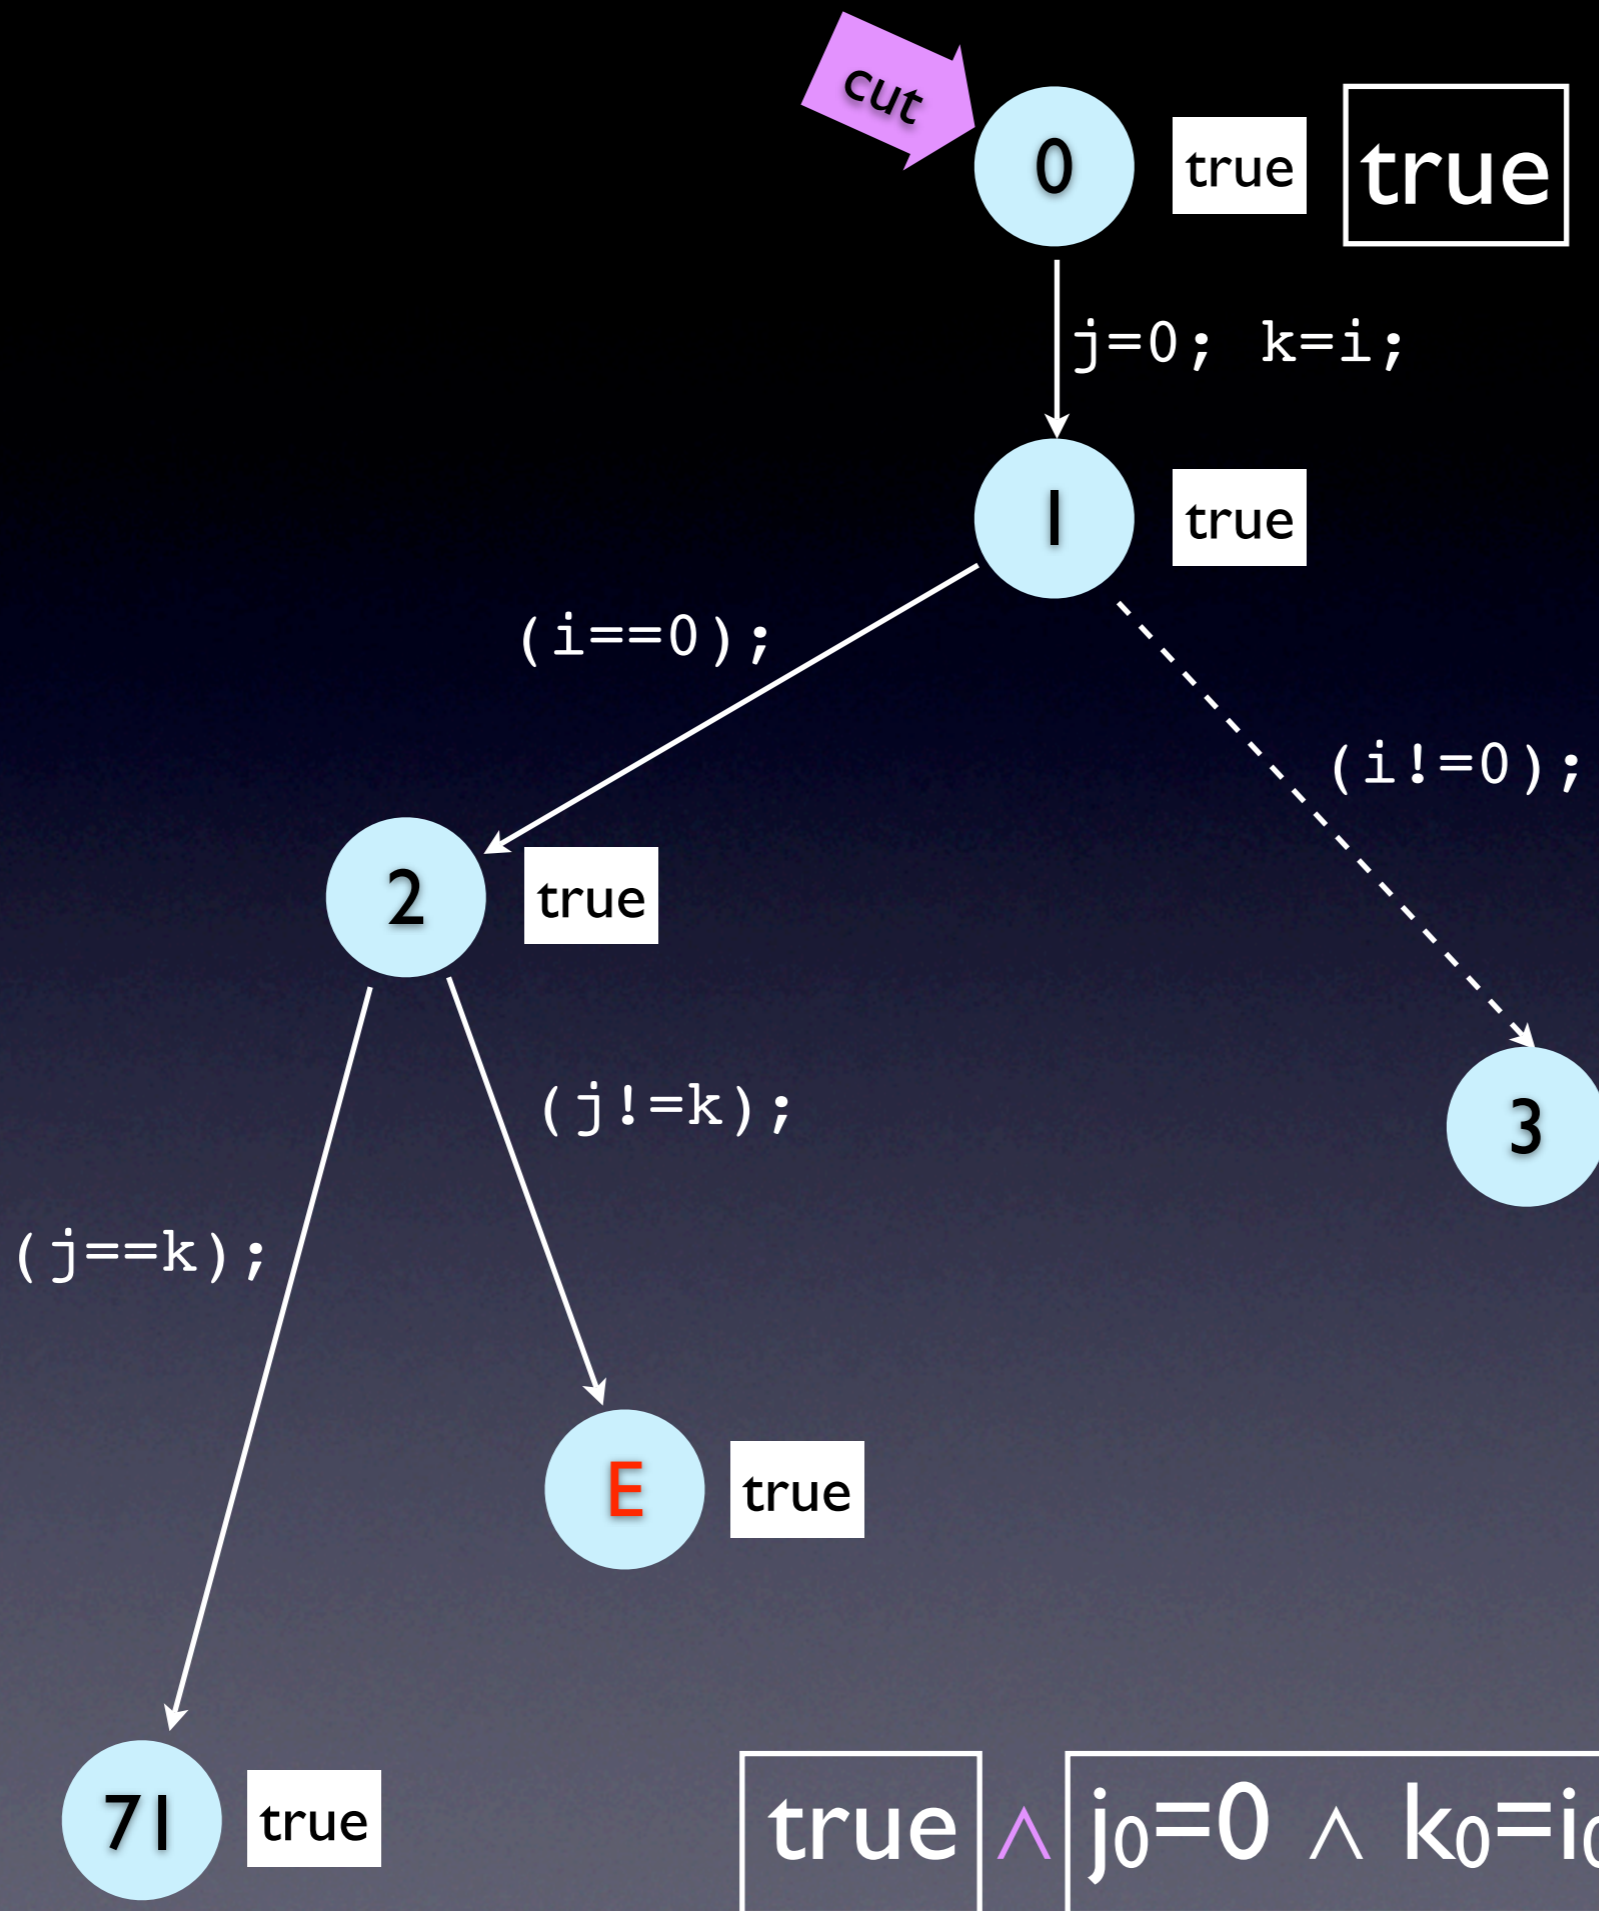 cut
0 true true
j=0; k=i;
1 true
(i==0);
(i!=0);
2 true
(j!=k);
3
(j==k);
E true
71 true
true ∧ j₀=0 ∧ k₀=i₀